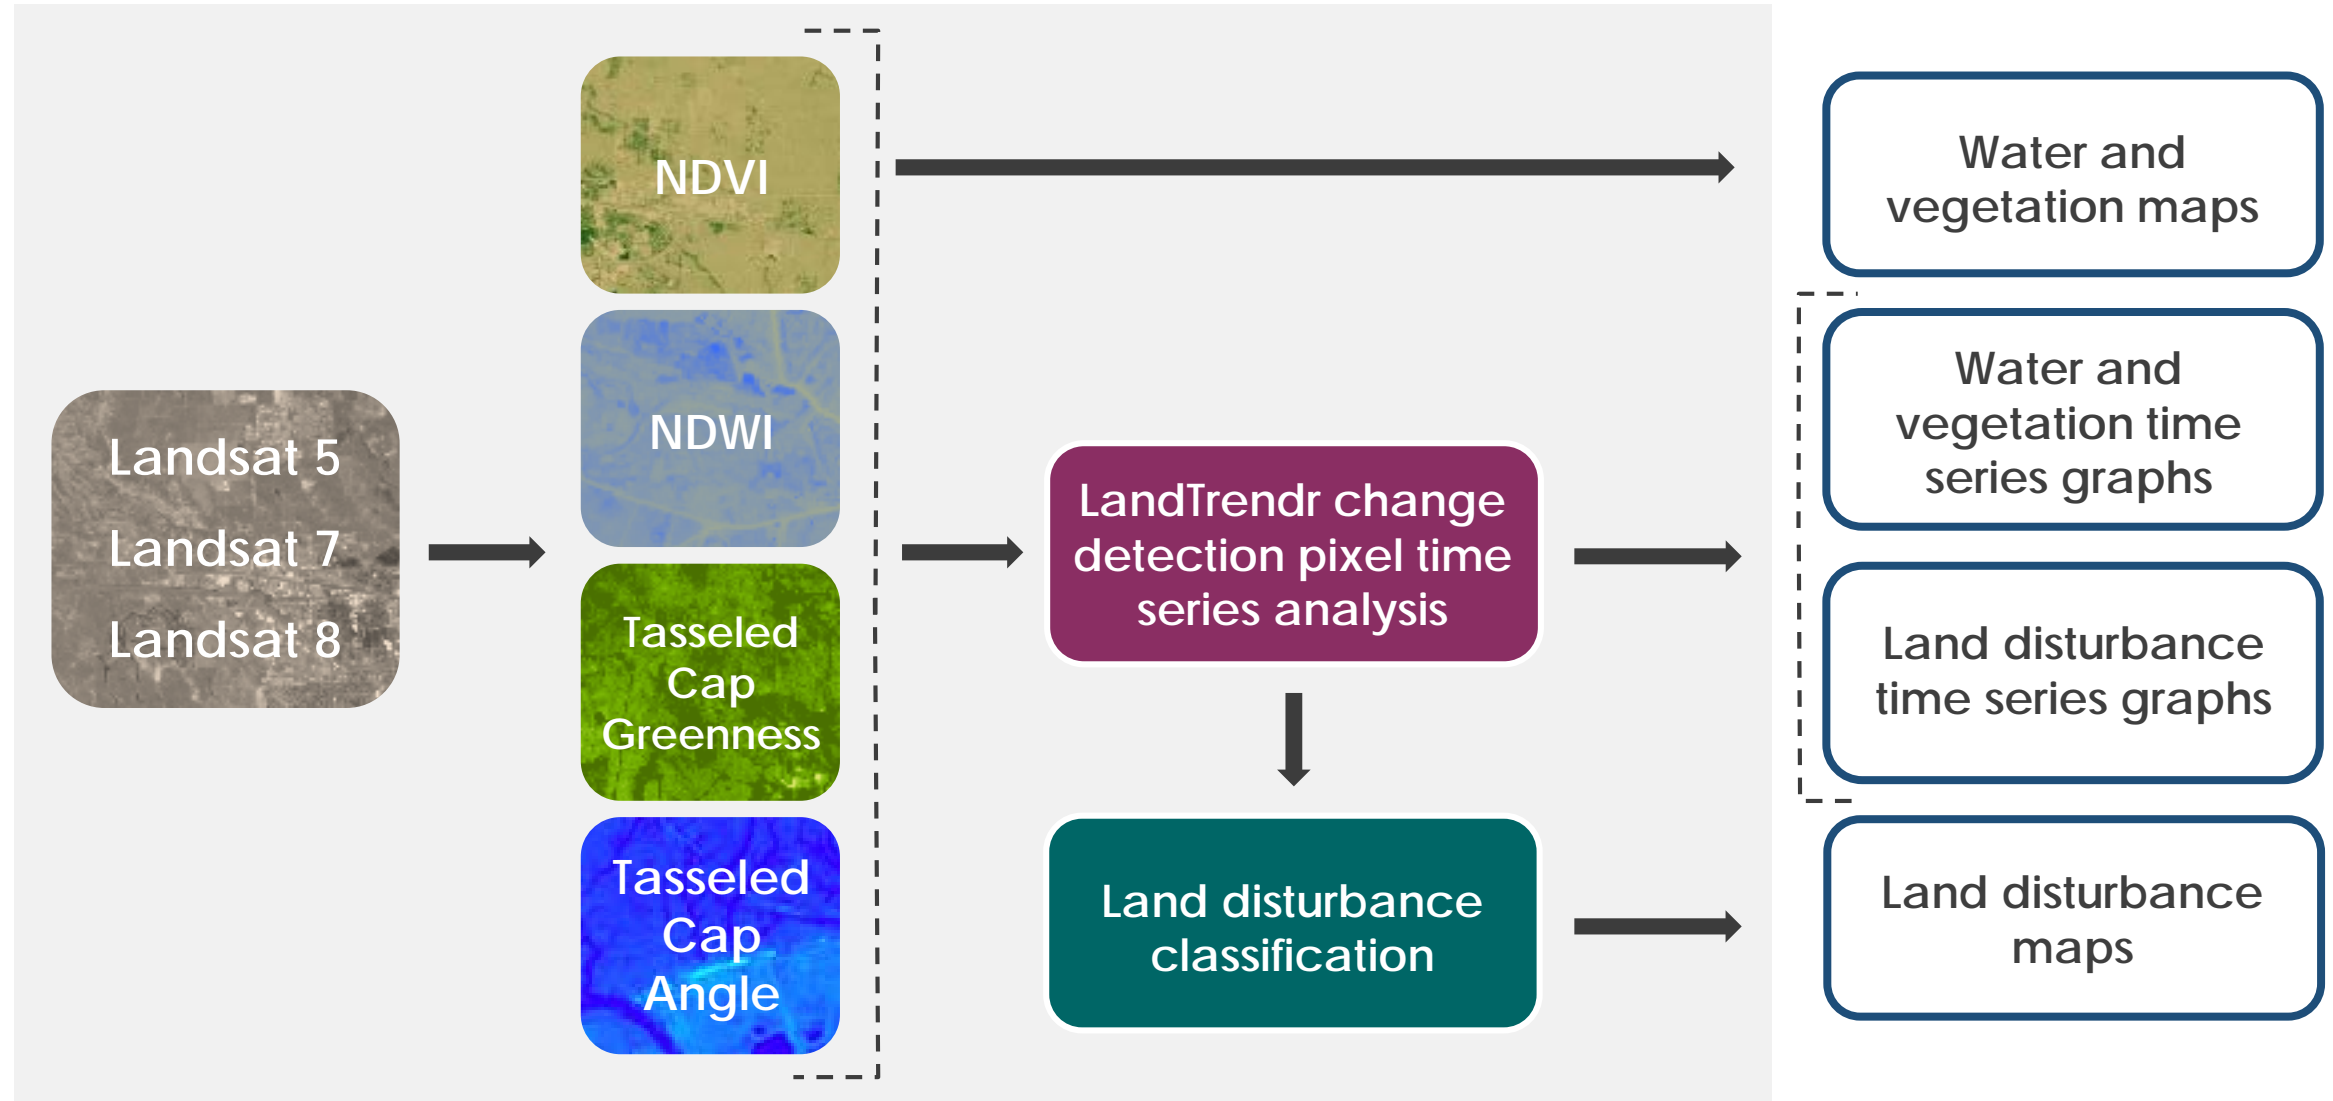 Landsat 5
Landsat 7
Landsat 8
NDVI
NDWI
Tasseled
Cap
Greenness
Tasseled
Cap
Angle
LandTrendr change
detection pixel time
series analysis
Land disturbance
classification
Water and
vegetation maps
Water and
vegetation time
series graphs
Land disturbance
time series graphs
Land disturbance
maps